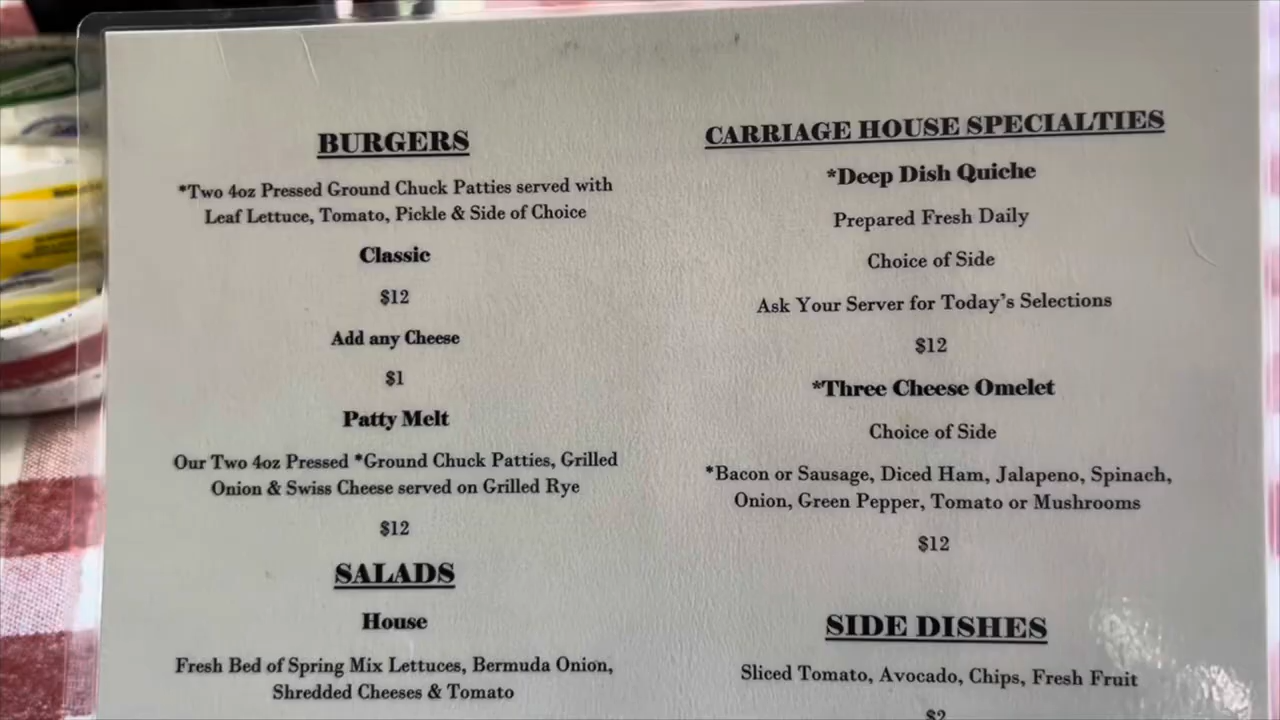 BURGERS
*Two 4oz Pressed Ground Chuck Patties served with
Leaf Lettuce, Tomato, Pickle & Side of Choice
Classic
$12
Add any Cheese
$1
Patty Melt
Our Two 4oz Pressed *Ground Chuck Patties, Grilled
Onion & Swiss Cheese served on Grilled Rye
$12
SALADS
House
Fresh Bed of Spring Mix Lettuces, Bermuda Onion,
Shredded Cheeses & Tomato
CARRIAGE HOUSE SPECIALTIES
*Deep Dish Quiche
Prepared Fresh Daily
Choice of Side
Ask Your Server for Today's Selections
$12
*Three Cheese Omelet
Choice of Side
*Bacon or Sausage, Diced Ham, Jalapeno, Spinach,
Onion, Green Pepper, Tomato or Mushrooms
$12
SIDE DISHES
Sliced Tomato, Avocado, Chips, Fresh Fruit
$2